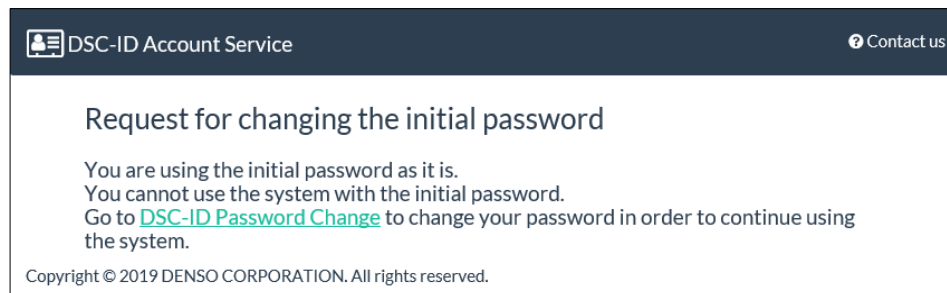 DSC-ID Account Service
Contact us
Request for changing the initial password
You are using the initial password as it is.
You cannot use the system with the initial password.
Go to DSC-ID Password Change to change your password in order to continue using
the system.
Copyright © 2019 DENSO CORPORATION. All rights reserved.